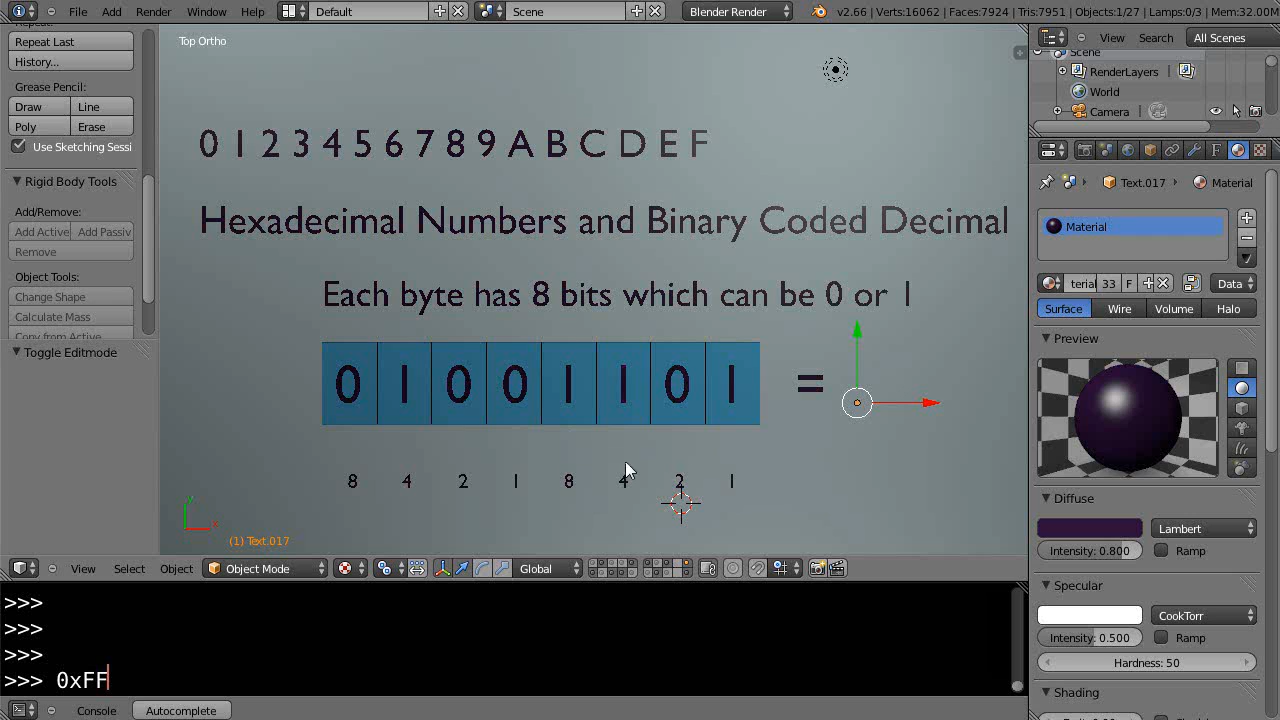 File Add Render Window Help Default Scene Blender Render v2.66 | Verts:16062 | Faces:7924 | Tris:7951 | Objects:1/27 | Lamps:0/3 | Mem:32.00M
Repeat Last
History...
Grease Pencil:
Draw Line
Poly Erase
Use Sketching Sessi
Rigid Body Tools
Add/Remove:
Add Active Add Passiv
Remove
Object Tools:
Change Shape
Calculate Mass
Copy from Active
Toggle Editmode
Top Ortho
0 1 2 3 4 5 6 7 8 9 A B C D E F
Hexadecimal Numbers and Binary Coded Decimal
Each byte has 8 bits which can be 0 or 1
0 1 0 0 1 1 0 1 =
8 4 2 1 8 4 2 1
y
x
(1) Text.017
View Select Object Object Mode Global
>>>
>>>
>>>
>>> 0xFF
Console Autocomplete
View Search All Scenes
Scene
RenderLayers
World
Camera
Text.017 Material
Material
terial 33 F Data
Surface Wire Volume Halo
Preview
Diffuse
Lambert
Intensity: 0.800 Ramp
Specular
CookTorr
Intensity: 0.500 Ramp
Hardness: 50
Shading